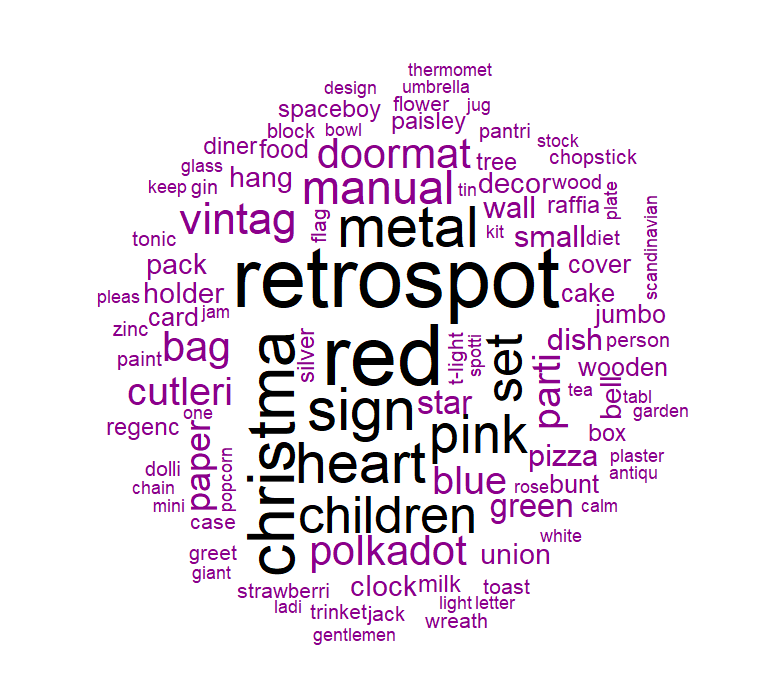 thermomet
design umbrella
spaceboy flower jug
block bowl paisley pantri
diner food doormat tree stock
glass chopstick
keep gin hang manual tin decor wood plate
vintag flag metal kit wall raffia scandinavian
tonic small diet
pack retrospot cover
pleas holder cake
card jam jumbo
zinc silver red t-light spotti set dish person
paint bag christma parti wooden
cutleri star tea bell tabl
one sign garden
regenc pink box
paper popcorn heart pizza plaster
dolli antiqu
chain blue rose bunt
mini children green calm
case
greet polkadot union white
giant
strawberri clock milk toast
ladi trinket jack light letter
wreath
gentlemen